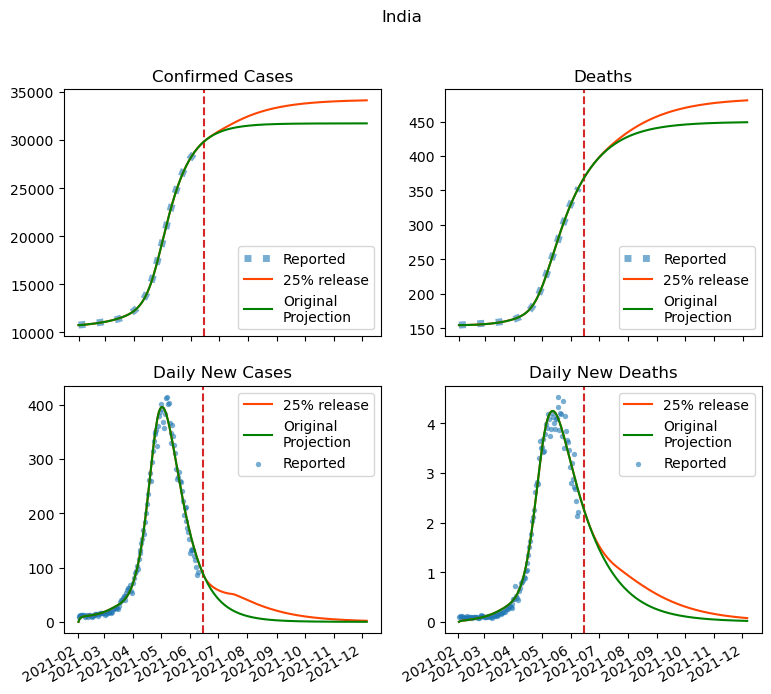 India
Confirmed Cases
35000
30000
25000
20000
15000
10000
Reported
25% release
Original
Projection
Deaths
450
400
350
300
250
200
150
Reported
25% release
Original
Projection
Daily New Cases
400
300
200
100
0
25% release
Original
Projection
Reported
2021-02
2021-03
2021-04
2021-05
2021-06
2021-07
2021-08
2021-09
2021-10
2021-11
2021-12
Daily New Deaths
4
3
2
1
0
25% release
Original
Projection
Reported
2021-02
2021-03
2021-04
2021-05
2021-06
2021-07
2021-08
2021-09
2021-10
2021-11
2021-12